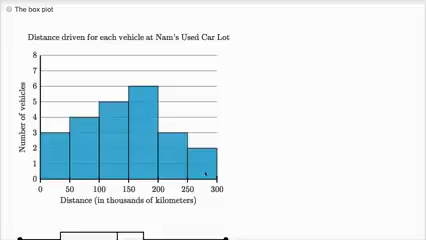 The box plot
Distance driven for each vehicle at Nam's Used Car Lot
Number of vehicles
8
7
6
5
4
3
2
1
0
0 50 100 150 200 250 300
Distance (in thousands of kilometers)